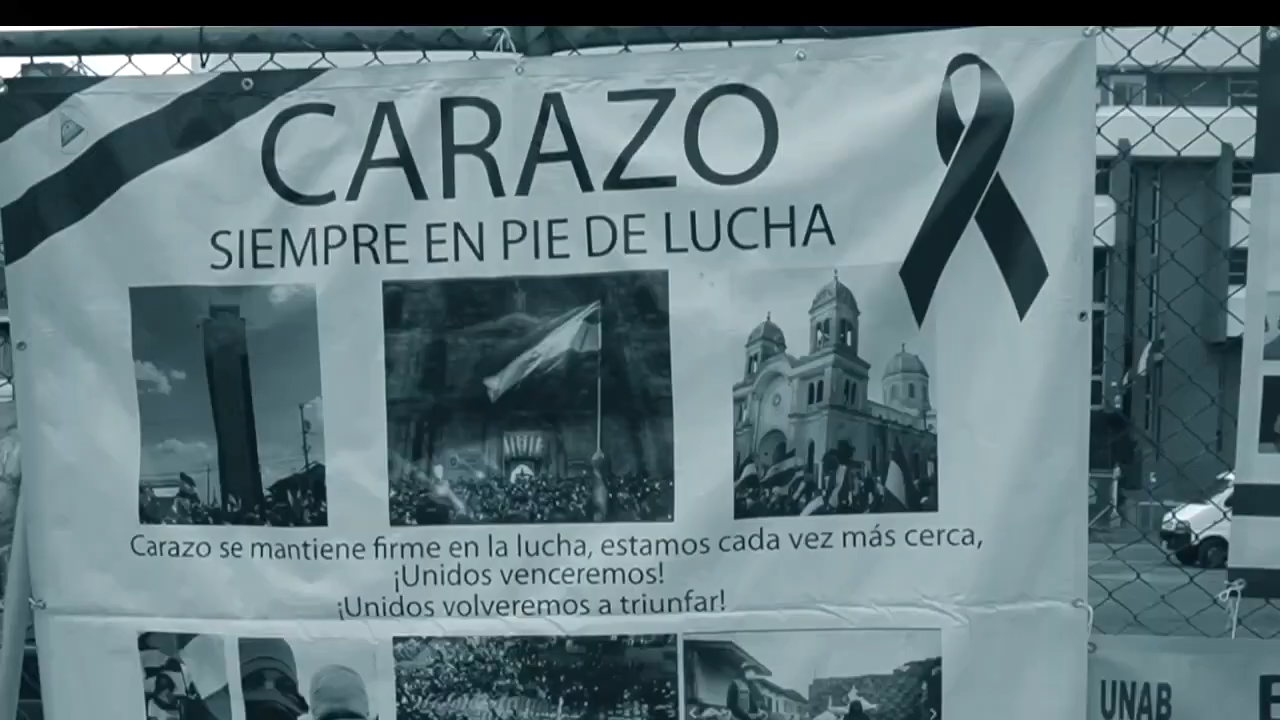 CARAZO
SIEMPRE EN PIE DE LUCHA
Carazo se mantiene firme en la lucha, estamos cada vez más cerca,
¡Unidos venceremos!
¡Unidos volveremos a triunfar!
UNAB